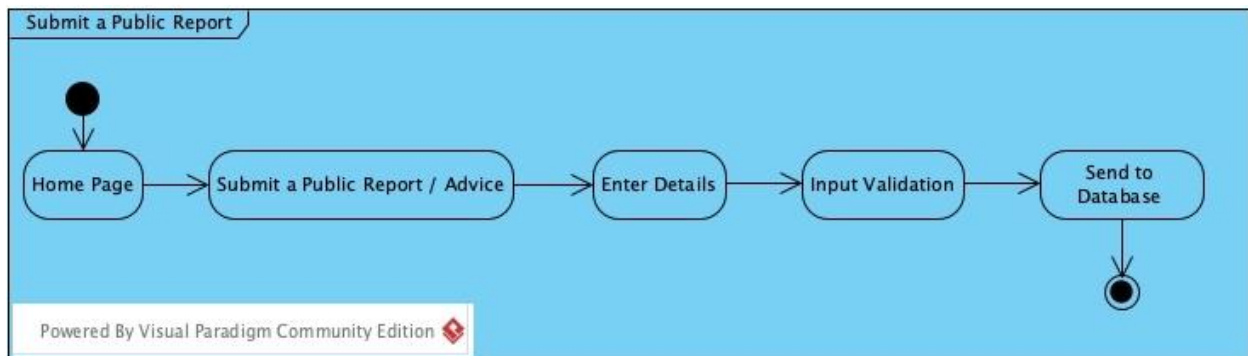 Submit a Public Report
Home Page
Submit a Public Report / Advice
Enter Details
Input Validation
Send to
Database
Powered By Visual Paradigm Community Edition